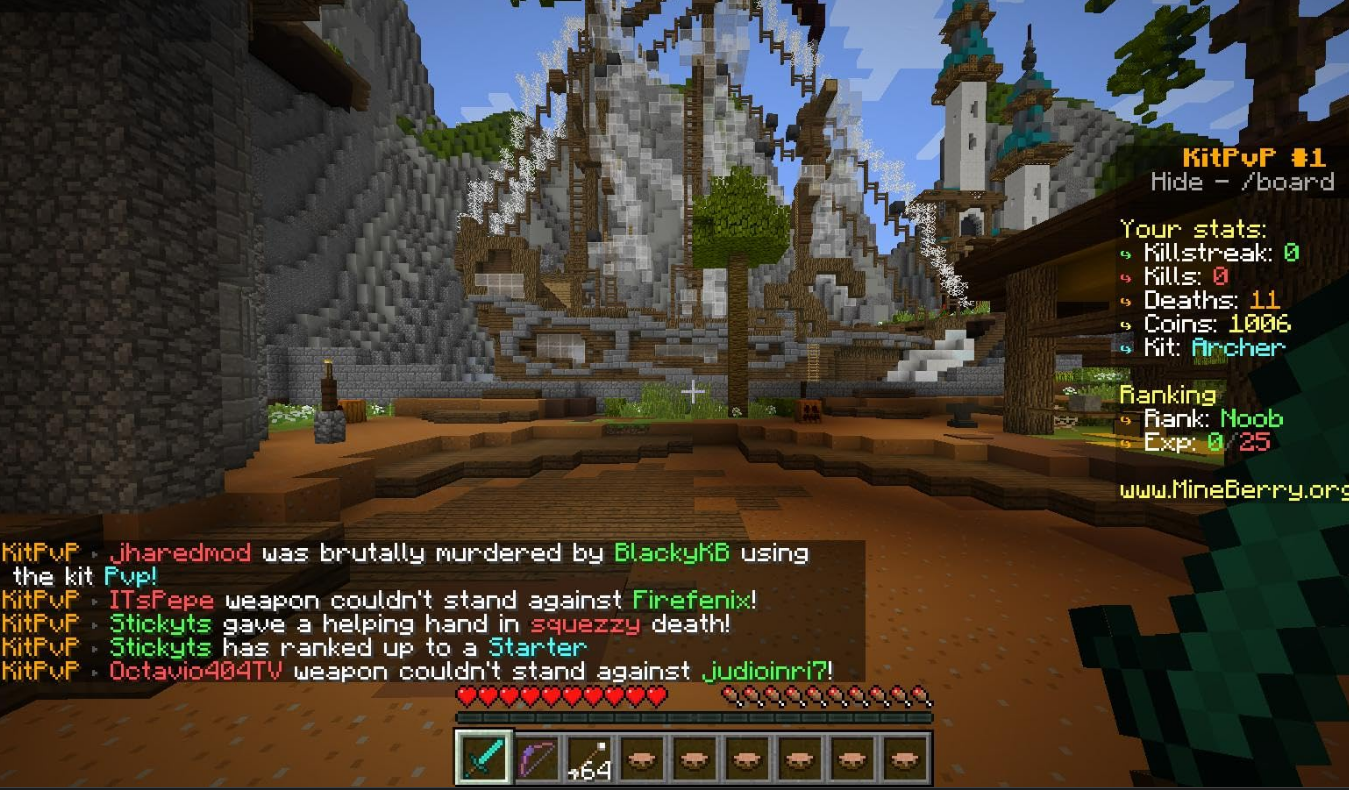 KitPvP #1
Hide - /board
Your stats:
Killstreak: 0
Kills: 0
Deaths: 11
Coins: 1006
Kit: Archer
Ranking
Rank: Noob
Exp: 0/25
www.MineBerry.org
KitPvP jharedmod was brutally murdered by BlackyKB using
the kit Pvp!
KitPvP ITsPepe weapon couldn't stand against Firefenix!
KitPvP Stickyts gave a helping hand in squezzy death!
KitPvP Stickyts has ranked up to a Starter
KitPvP Octavio404TV weapon couldn't stand against judioinri7!
64